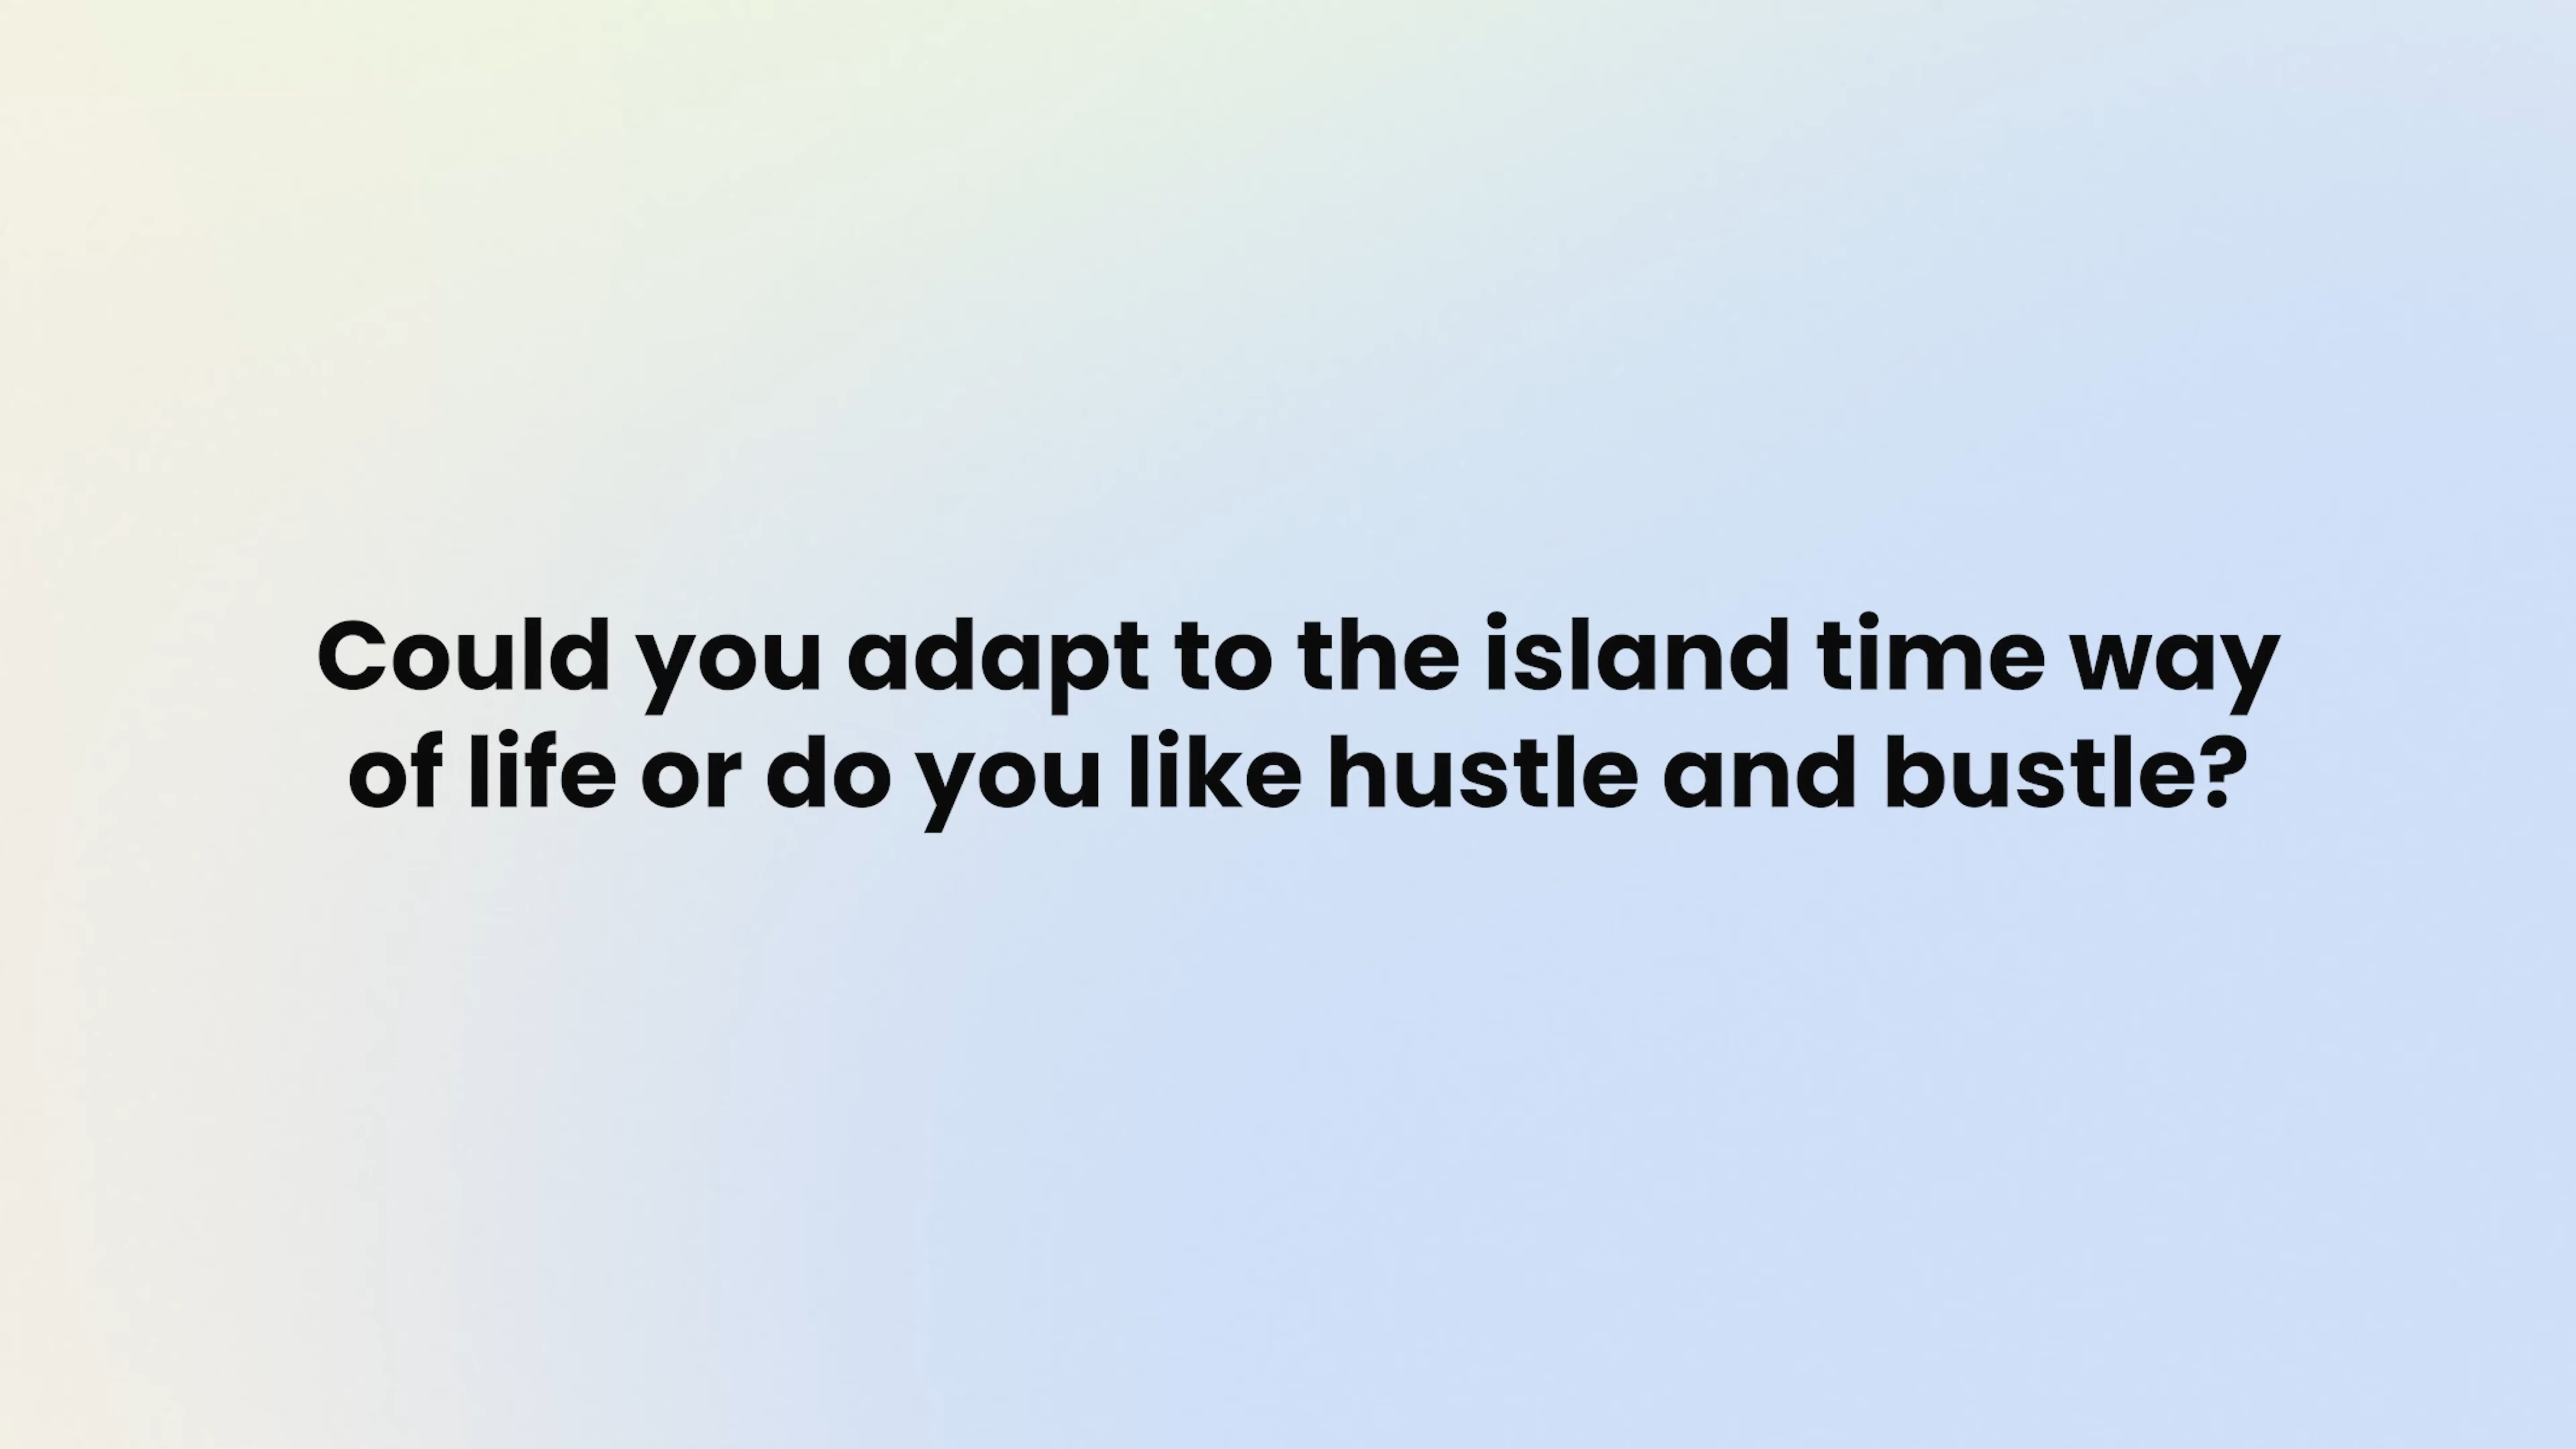 Could you adapt to the island time way
of life or do you like hustle and bustle?